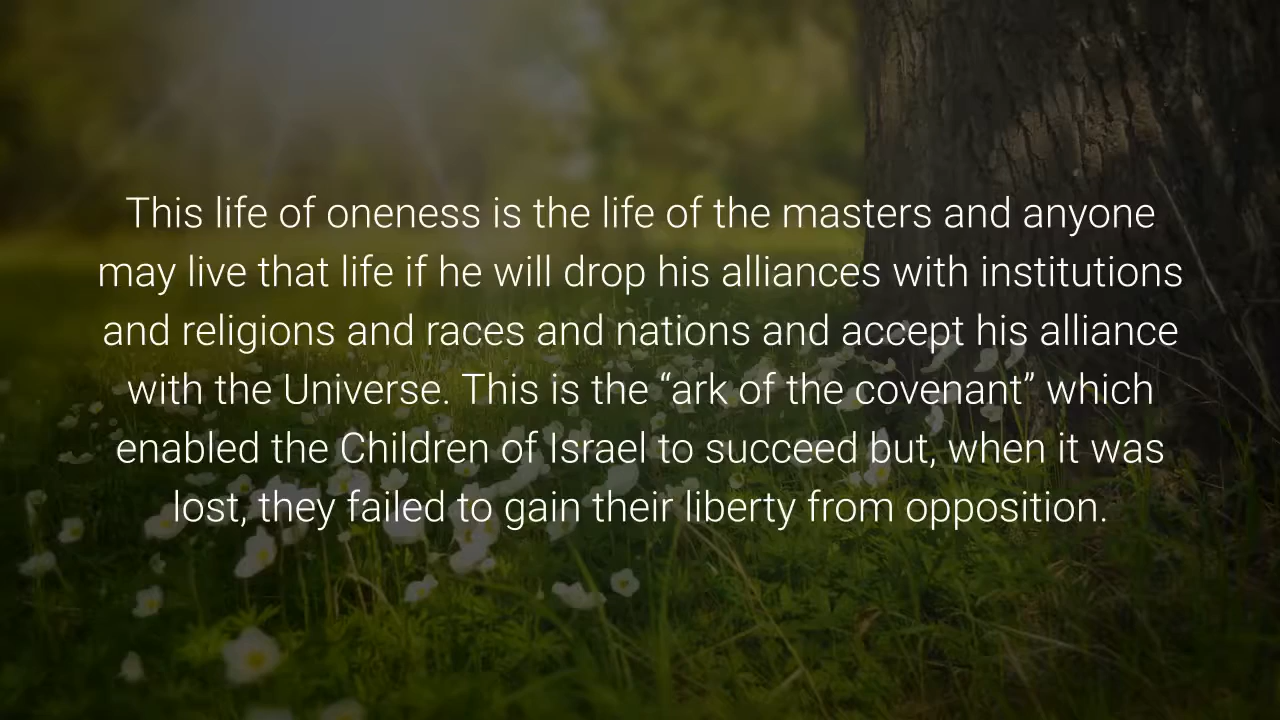 This life of oneness is the life of the masters and anyone
may live that life if he will drop his alliances with institutions
and religions and races and nations and accept his alliance
with the Universe. This is the “ark of the covenant” which
enabled the Children of Israel to succeed but, when it was
lost, they failed to gain their liberty from opposition.